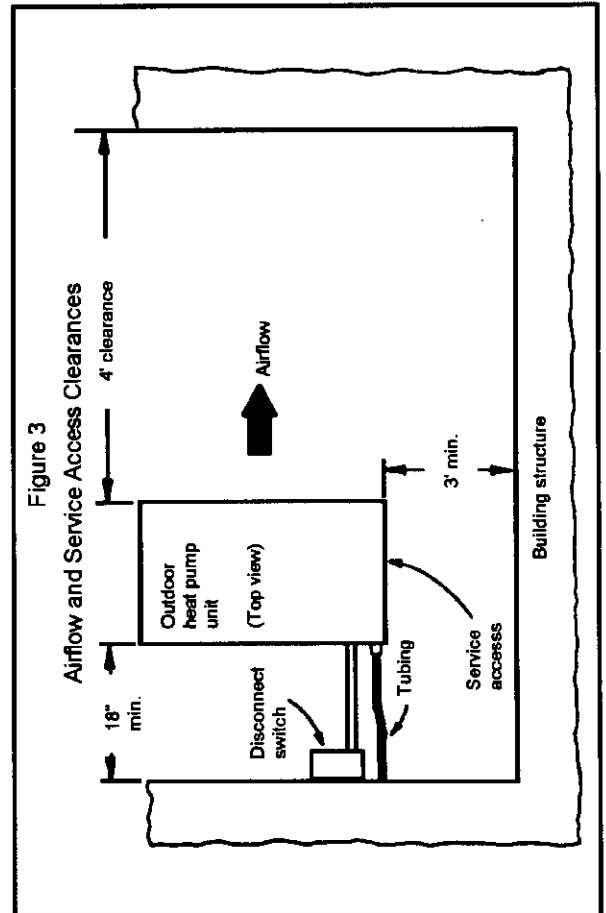 Figure 3
Airflow and Service Access Clearances
18"
min.
4' clearance
Outdoor
heat pump
unit
(Top view)
Airflow
Disconnect
switch
Tubing
Service
accesss
3' min.
Building structure